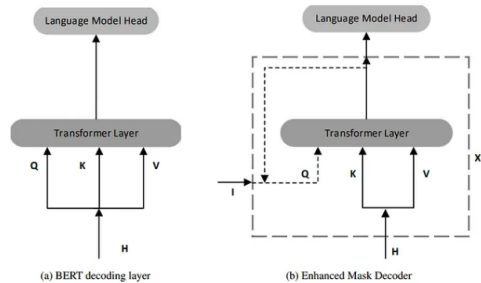 Language Model Head
Transformer Layer
Q K V
H
(a) BERT decoding layer
Language Model Head
Transformer Layer
Q K V
X
I
H
(b) Enhanced Mask Decoder